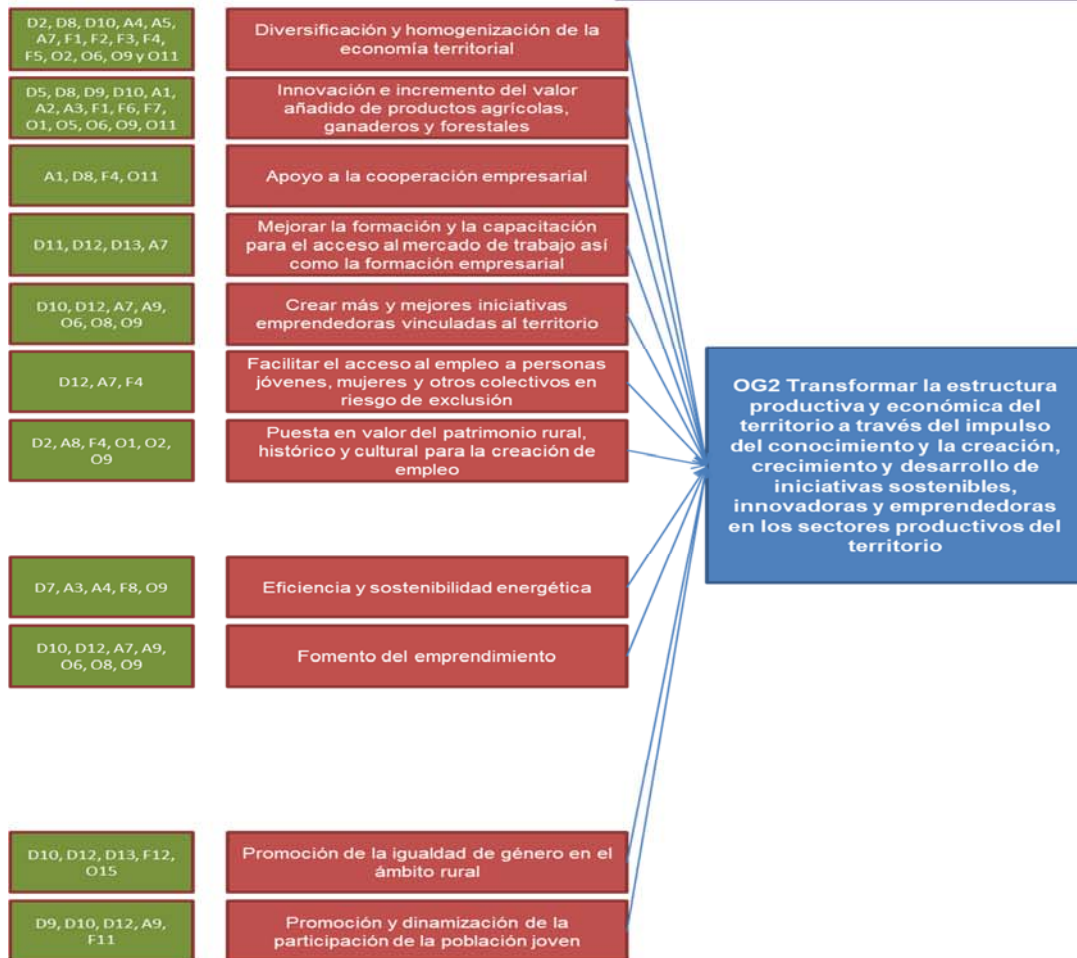 D2, D8, D10, A4, A5,
A7, F1, F2, F3, F4,
F5, O2, O6, O9 y O11
Diversificación y homogenización de la
economía territorial
D5, D8, D9, D10, A1,
A2, A3, F1, F6, F7,
O1, O5, O6, O9, O11
Innovación e incremento del valor
añadido de productos agrícolas,
ganaderos y forestales
A1, D8, F4, O11
Apoyo a la cooperación empresarial
D11, D12, D13, A7
Mejorar la formación y la capacitación
para el acceso al mercado de trabajo así
como la formación empresarial
D10, D12, A7, A9,
O6, O8, O9
Crear más y mejores iniciativas
emprendedoras vinculadas al territorio
D12, A7, F4
Facilitar el acceso al empleo a personas
jóvenes, mujeres y otros colectivos en
riesgo de exclusión
D2, A8, F4, O1, O2,
O9
Puesta en valor del patrimonio rural,
histórico y cultural para la creación de
empleo
D7, A3, A4, F8, O9
Eficiencia y sostenibilidad energética
D10, D12, A7, A9,
O6, O8, O9
Fomento del emprendimiento
D10, D12, D13, F12,
O15
Promoción de la igualdad de género en el
ámbito rural
D9, D10, D12, A9,
F11
Promoción y dinamización de la
participación de la población joven
OG2 Transformar la estructura
productiva y económica del
territorio a través del impulso
del conocimiento y la creación,
crecimiento y desarrollo de
iniciativas sostenibles,
innovadoras y emprendedoras
en los sectores productivos del
territorio